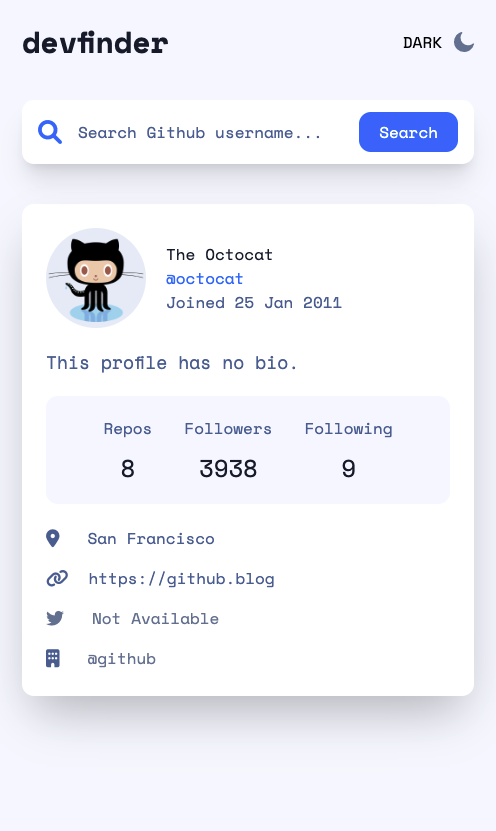 devfinder
DARK
Search Github username...
Search
The Octocat
@octocat
Joined 25 Jan 2011
This profile has no bio.
Repos Followers Following
8 3938 9
San Francisco
https://github.blog
Not Available
@github